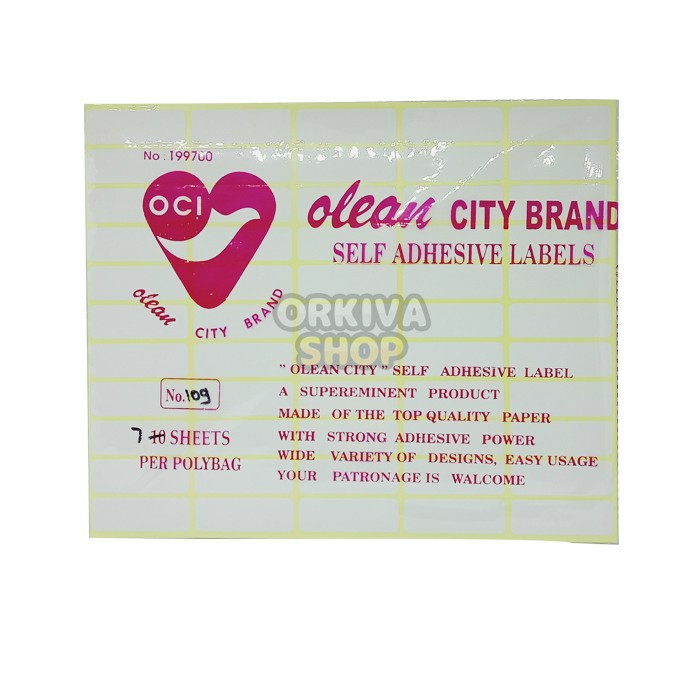 No : 199700
OCI
olean CITY BRAND
SELF ADHESIVE LABELS
olean CITY BRAND
ORKIVA
SHOP
" OLEAN CITY " SELF ADHESIVE LABEL
A SUPEREMINENT PRODUCT
MADE OF THE TOP QUALITY PAPER
WITH STRONG ADHESIVE POWER
WIDE VARIETY OF DESIGNS, EASY USAGE
YOUR PATRONAGE IS WALCOME
No. 109
7 10 SHEETS
PER POLYBAG